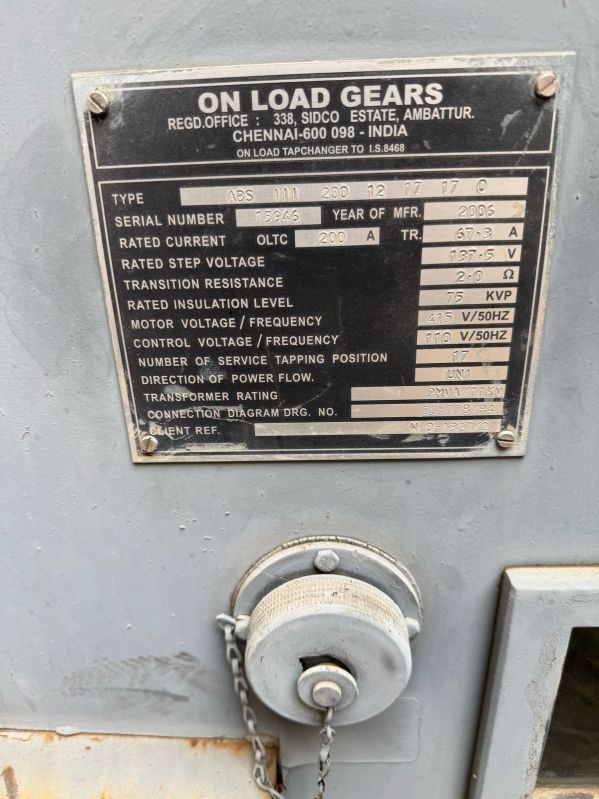 ON LOAD GEARS
REGD.OFFICE : 338, SIDCO ESTATE, AMBATTUR.
CHENNAI-600 098 - INDIA
ON LOAD TAPCHANGER TO I.S.8468
TYPE ABS III 200 12 17 17 0
SERIAL NUMBER 15946 YEAR OF MFR. 2006
RATED CURRENT OLTC 200 A TR. 67.3 A
RATED STEP VOLTAGE 137.5 V
TRANSITION RESISTANCE 2.0 Ω
RATED INSULATION LEVEL 75 KVP
MOTOR VOLTAGE / FREQUENCY 415 V/50HZ
CONTROL VOLTAGE / FREQUENCY 110 V/50HZ
NUMBER OF SERVICE TAPPING POSITION 17
DIRECTION OF POWER FLOW. UNI
TRANSFORMER RATING 2MVA/11KV
CONNECTION DIAGRAM DRG. NO.
CLIENT REF.